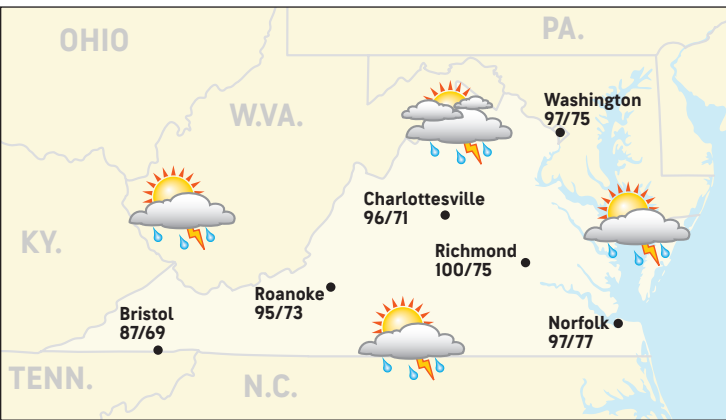 OHIO
PA.
W.VA.
Washington
97/75
Charlottesville
96/71
KY.
Richmond
100/75
Roanoke
95/73
Bristol
87/69
Norfolk
97/77
TENN.
N.C.